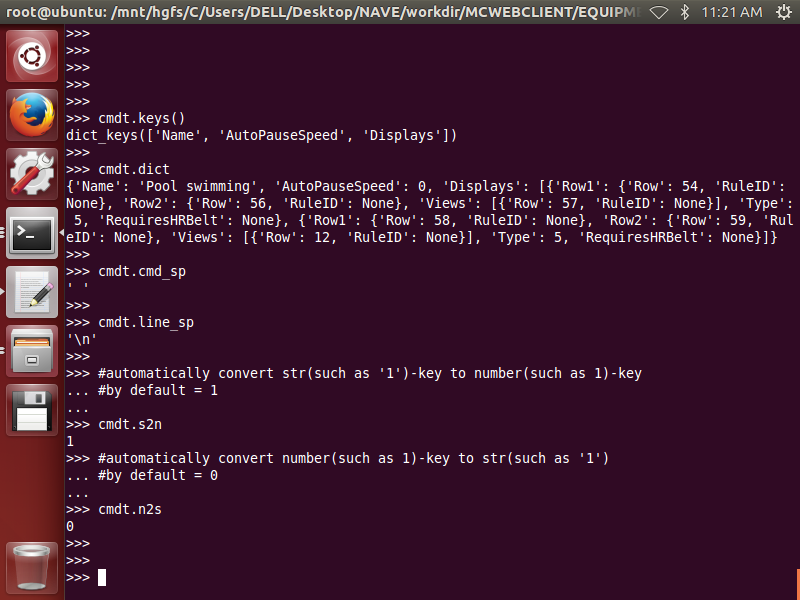 root@ubuntu: /mnt/hgfs/C/Users/DELL/Desktop/NAVE/workdir/MCWEBCLIENT/EQUIPM 11:21 AM
>>>
>>>
>>>
>>>
>>>
>>> cmdt.keys()
dict_keys(['Name', 'AutoPauseSpeed', 'Displays'])
>>>
>>> cmdt.dict
{'Name': 'Pool swimming', 'AutoPauseSpeed': 0, 'Displays': [{'Row1': {'Row': 54, 'RuleID':
None}, 'Row2': {'Row': 56, 'RuleID': None}, 'Views': [{'Row': 57, 'RuleID': None}], 'Type':
 5, 'RequiresHRBelt': None}, {'Row1': {'Row': 58, 'RuleID': None}, 'Row2': {'Row': 59, 'Rul
eID': None}, 'Views': [{'Row': 12, 'RuleID': None}], 'Type': 5, 'RequiresHRBelt': None}]}
>>>
>>> cmdt.cmd_sp
' '
>>>
>>> cmdt.line_sp
'\n'
>>>
>>> #automatically convert str(such as '1')-key to number(such as 1)-key
... #by default = 1
...
>>> cmdt.s2n
1
>>> #automatically convert number(such as 1)-key to str(such as '1')
... #by default = 0
...
>>> cmdt.n2s
0
>>>
>>>
>>>